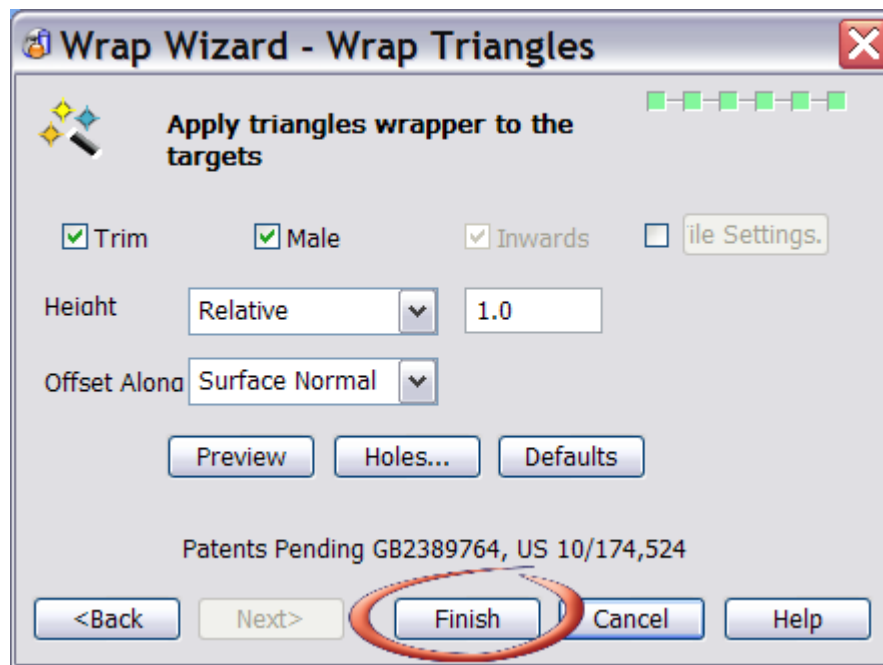 Wrap Wizard - Wrap Triangles
Apply triangles wrapper to the
targets
Trim Male Inwards ile Settings.
Height Relative 1.0
Offset Along Surface Normal
Preview Holes... Defaults
Patents Pending GB2389764, US 10/174,524
<Back Next> Finish Cancel Help